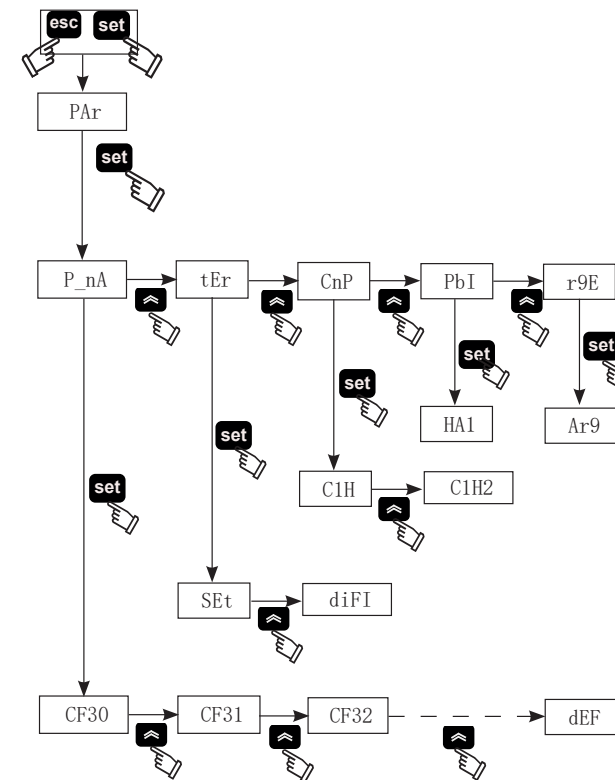 esc set
PAr
set
P_nA tEr CnP PbI r9E
set set
set
HA1 Ar9
set
C1H C1H2
set
SEt diFI
CF30 CF31 CF32 dEF